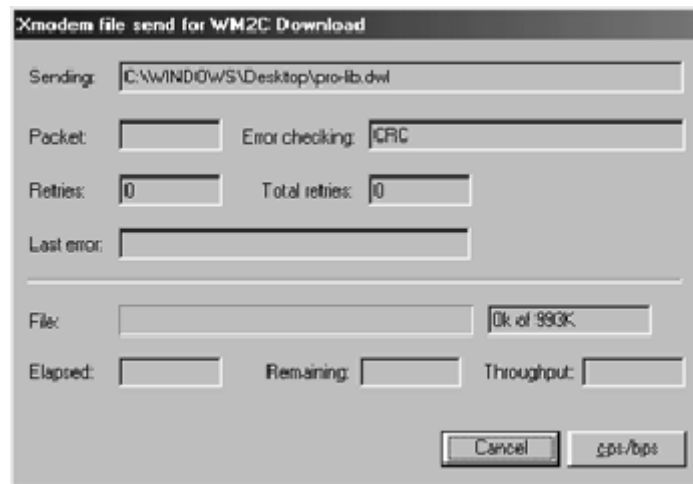 Xmodem file send for WM2C Download
Sending: C:\WINDOWS\Desktop\pro-lib.dwl
Packet: Error checking: CRC
Retries: 0 Total retries: 0
Last error:
File: 0k of 993K
Elapsed: Remaining: Throughput:
Cancel cps/bps